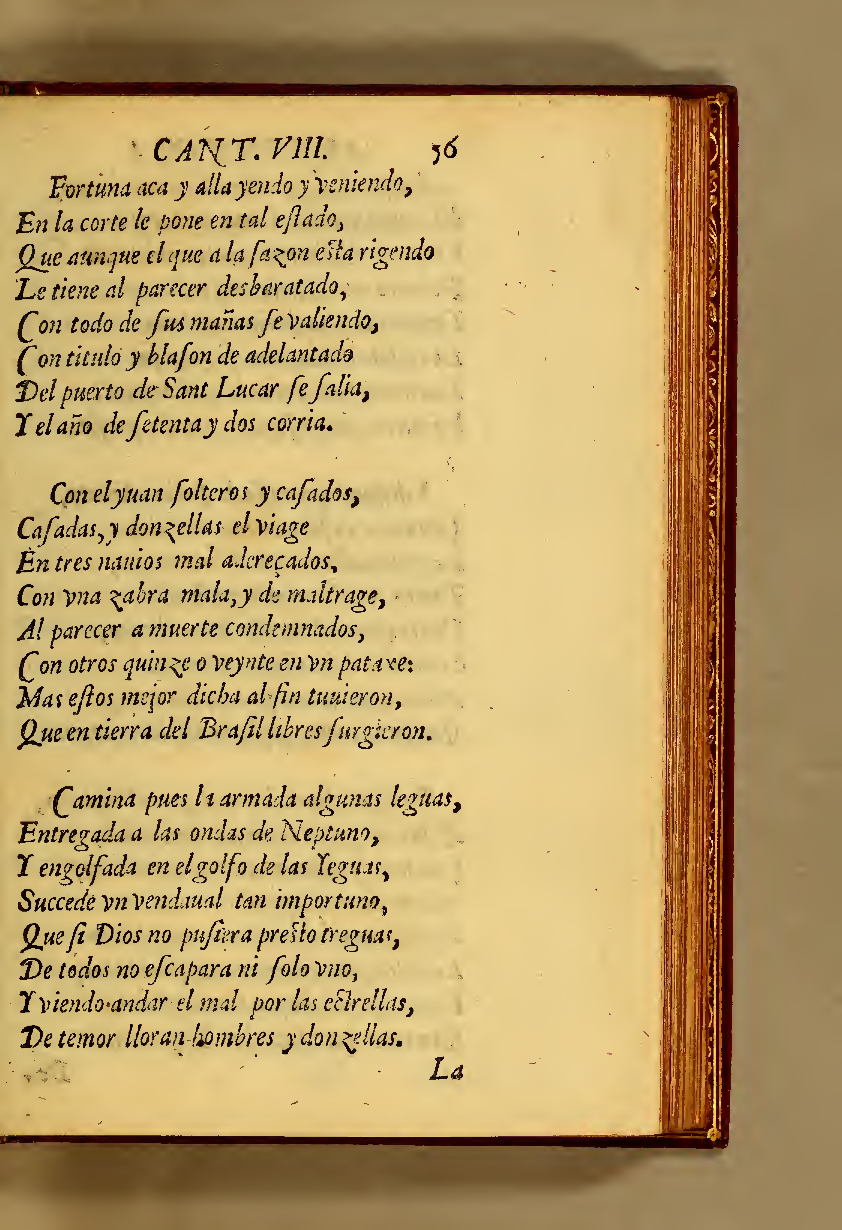 CANT. VIII. 56
Fortuna aca y alla yendo y veniendo,
En la corte le pone en tal eſtado,
Que aunque el que a la ſazon eſta rigendo
Le tiene al parecer desbaratado,
Con todo de ſus mañas ſe valiendo,
Con titulo y blaſon de adelantado
Del puerto de Sant Lucar ſe ſalia,
Y el año de ſetenta y dos corria.
Con el yuan ſolteros y caſados,
Caſadas, y donzellas el viage
En tres nauios mal adereçados,
Con vna zabra mala, y de mal trage,
Al parecer a muerte condemnados,
Con otros quinze o veynte en vn pataxe:
Mas eſtos mejor dicha al fin tuuieron,
Que en tierra del Braſil libres ſurgieron.
Camina pues la armada algunas leguas,
Entregada a las ondas de Neptuno,
Y engolfada en el golfo de las Yeguas,
Succede vn vendaual tan importuno,
Que ſi Dios no puſiera preſto treguas,
De todos no eſcapara ni ſolo vno,
Y viendo andar el mal por las eſtrellas,
De temor lloran hombres y donzellas.
La